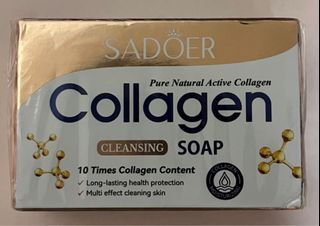 SADOER
Pure Natural Active Collagen
Collagen
CLEANSING SOAP
10 Times Collagen Content
Long-lasting health protection
Multi effect cleaning skin